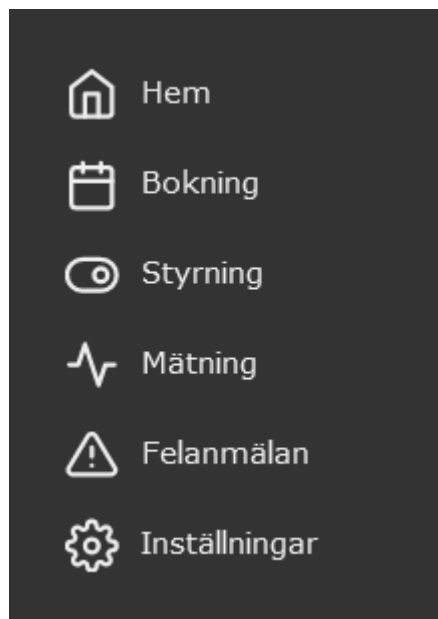 Hem
Bokning
Styrning
Mätning
Felanmälan
Inställningar